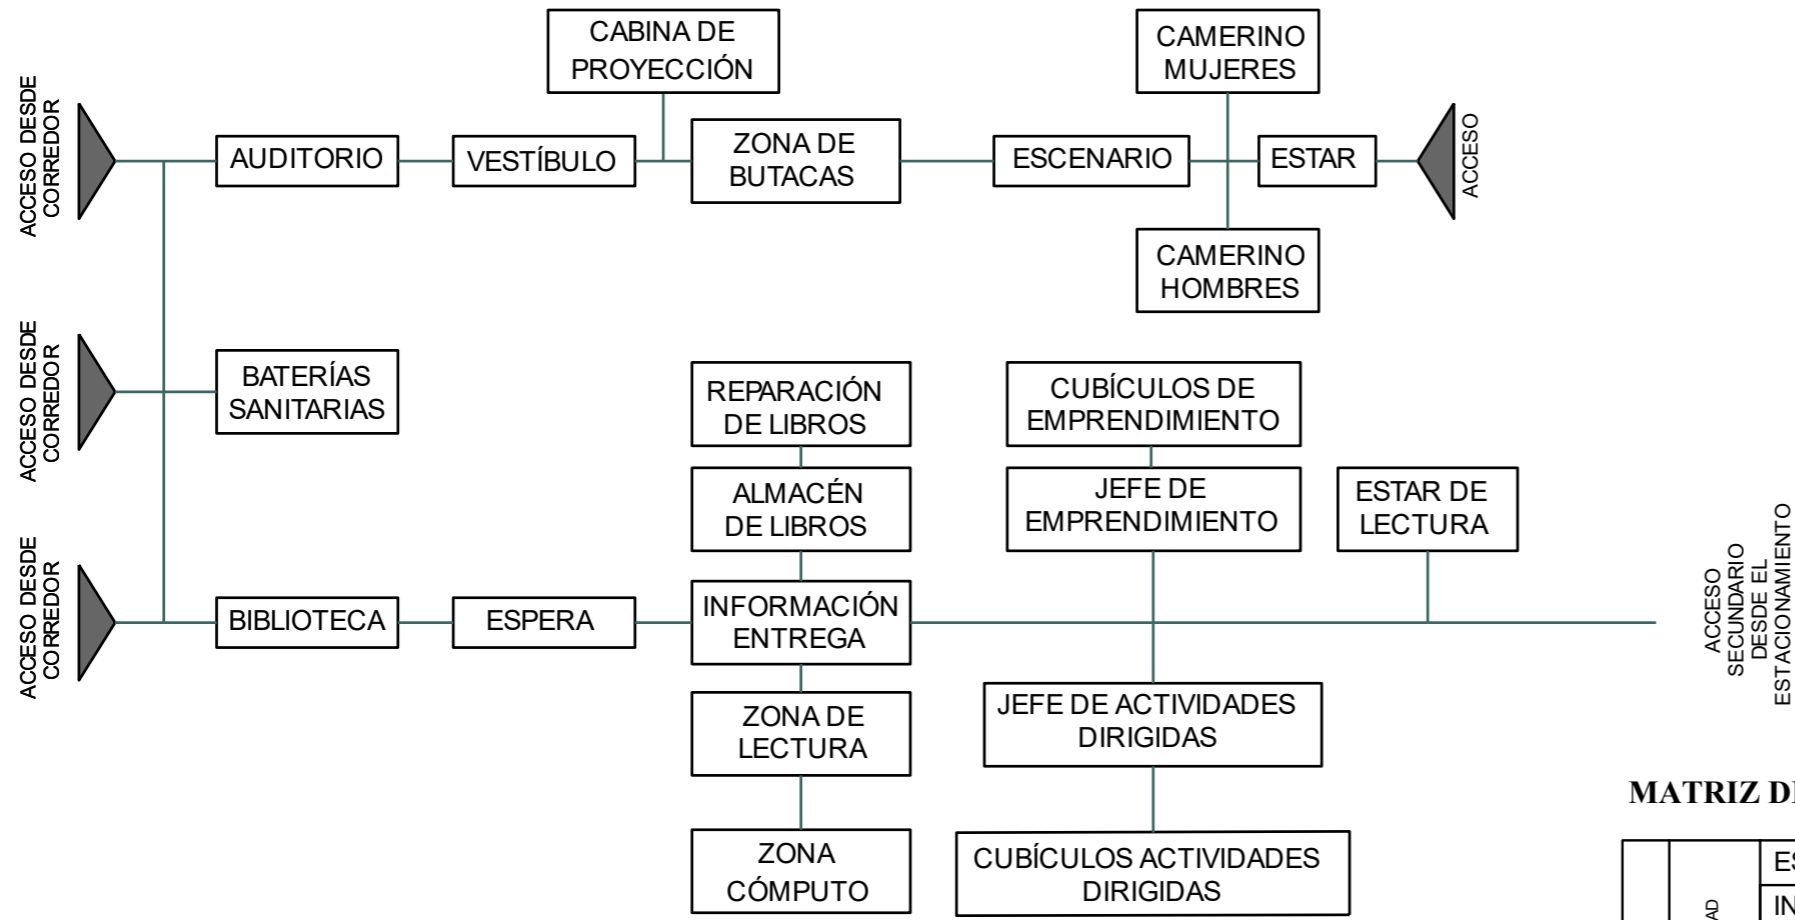 CABINA DE
PROYECCIÓN
CAMERINO
MUJERES
ACCESO DESDE
CORREDOR
AUDITORIO
VESTÍBULO
ZONA DE
BUTACAS
ESCENARIO
ESTAR
ACCESO
CAMERINO
HOMBRES
ACCESO DESDE
CORREDOR
BATERÍAS
SANITARIAS
REPARACIÓN
DE LIBROS
CUBÍCULOS DE
EMPRENDIMIENTO
ALMACÉN
DE LIBROS
JEFE DE
EMPRENDIMIENTO
ESTAR DE
LECTURA
ACCESO DESDE
CORREDOR
BIBLIOTECA
ESPERA
INFORMACIÓN
ENTREGA
ACCESO
SECUNDARIO
DESDE EL
ESTACIONAMIENTO
ZONA DE
LECTURA
JEFE DE ACTIVIDADES
DIRIGIDAS
ZONA
CÓMPUTO
CUBÍCULOS ACTIVIDADES
DIRIGIDAS
MATRIZ